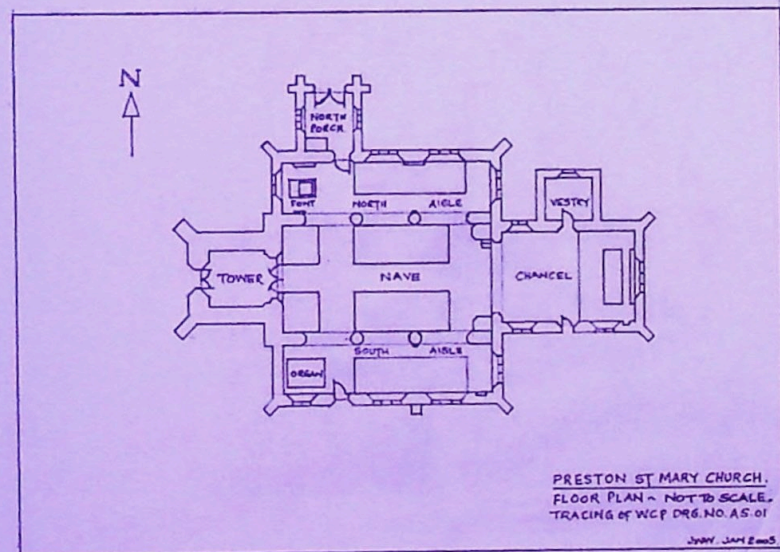 N
NORTH
PORCH
FONT
NORTH AISLE
VESTRY
TOWER
NAVE
CHANCEL
SOUTH AISLE
ORGAN
PRESTON ST MARY CHURCH.
FLOOR PLAN - NOT TO SCALE.
TRACING OF WCP DRG. NO. AS.01
JAN 2005